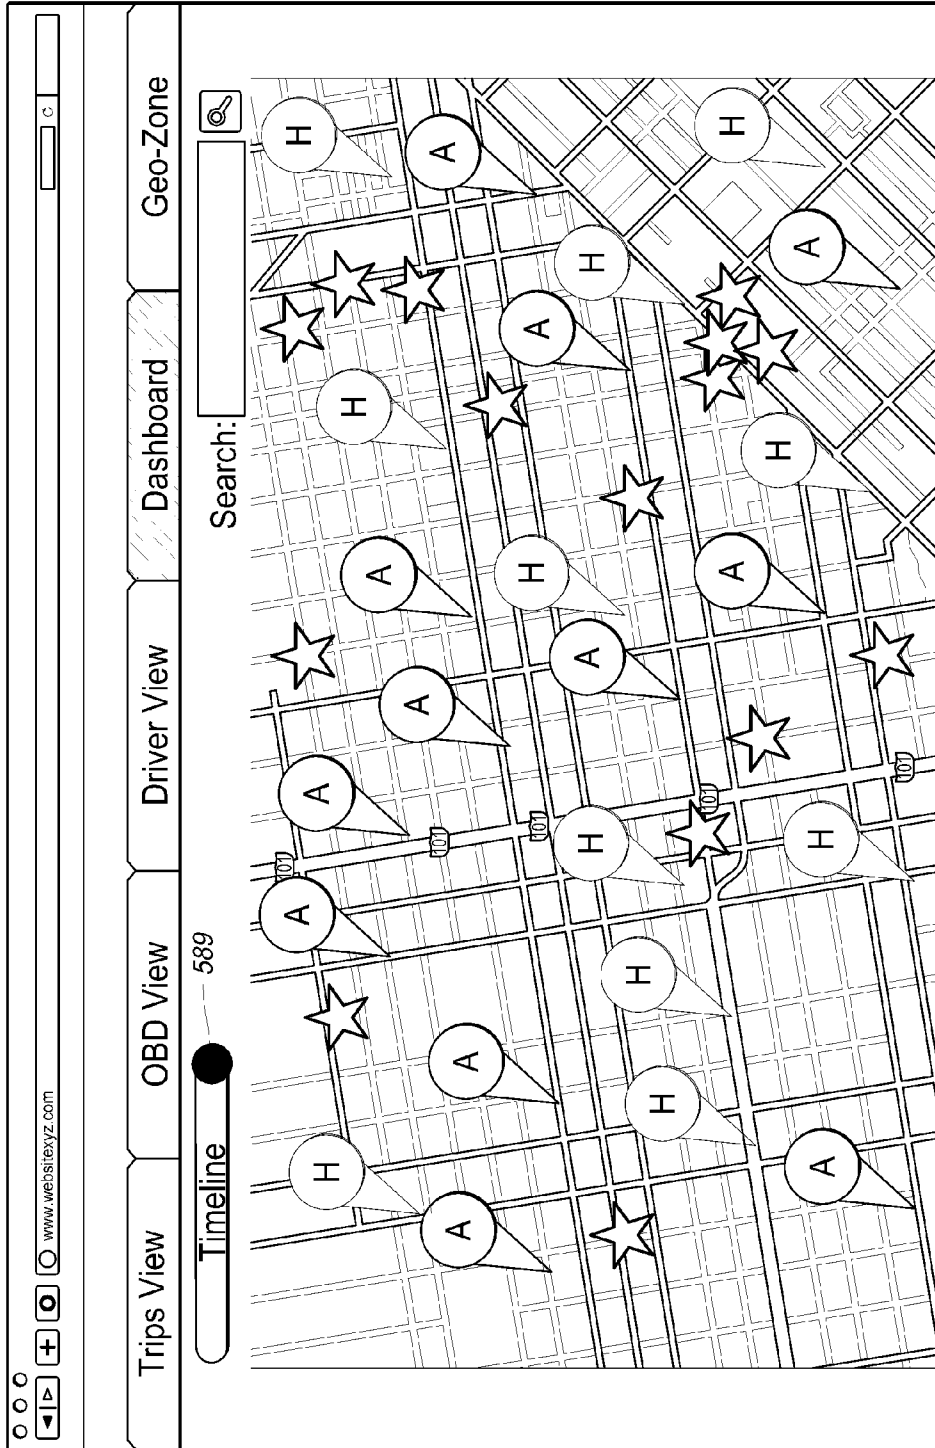 www.websitexyz.com
Trips View
OBD View
Driver View
Dashboard
Geo-Zone
Timeline
589
Search:
101
A
H
A
H
H
A
A
101
A
A
A
H
A
101
A
H
H
H
H
101
A
H
H
A
A
H
101